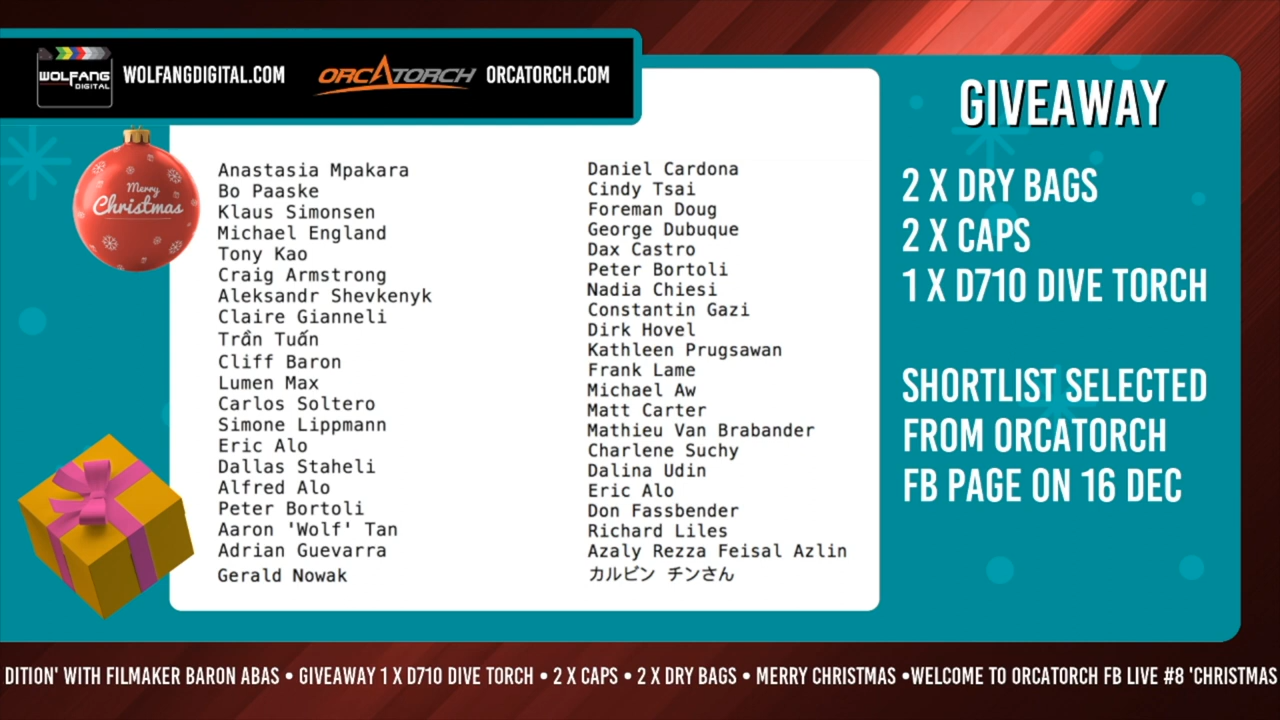 WOLFANG
DIGITAL
WOLFANGDIGITAL.COM
ORCATORCH
ORCATORCH.COM
Merry
Christmas
Anastasia Mpakara
Bo Paaske
Klaus Simonsen
Michael England
Tony Kao
Craig Armstrong
Aleksandr Shevkenyk
Claire Gianneli
Trần Tuấn
Cliff Baron
Lumen Max
Carlos Soltero
Simone Lippmann
Eric Alo
Dallas Staheli
Alfred Alo
Peter Bortoli
Aaron 'Wolf' Tan
Adrian Guevarra
Gerald Nowak
Daniel Cardona
Cindy Tsai
Foreman Doug
George Dubuque
Dax Castro
Peter Bortoli
Nadia Chiesi
Constantin Gazi
Dirk Hovel
Kathleen Prugsawan
Frank Lame
Michael Aw
Matt Carter
Mathieu Van Brabander
Charlene Suchy
Dalina Udin
Eric Alo
Don Fassbender
Richard Liles
Azaly Rezza Feisal Azlin
カルビン チンさん
GIVEAWAY
2 X DRY BAGS
2 X CAPS
1 X D710 DIVE TORCH
SHORTLIST SELECTED
FROM ORCATORCH
FB PAGE ON 16 DEC
DITION' WITH FILMAKER BARON ABAS • GIVEAWAY 1 X D710 DIVE TORCH • 2 X CAPS • 2 X DRY BAGS • MERRY CHRISTMAS •WELCOME TO ORCATORCH FB LIVE #8 'CHRISTMAS